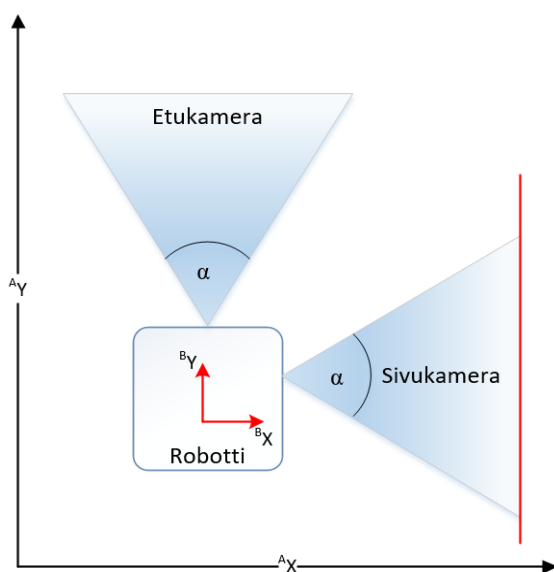 Etukamera
α
ᴬY
ᴮY
α
Sivukamera
ᴮX
Robotti
ᴬX